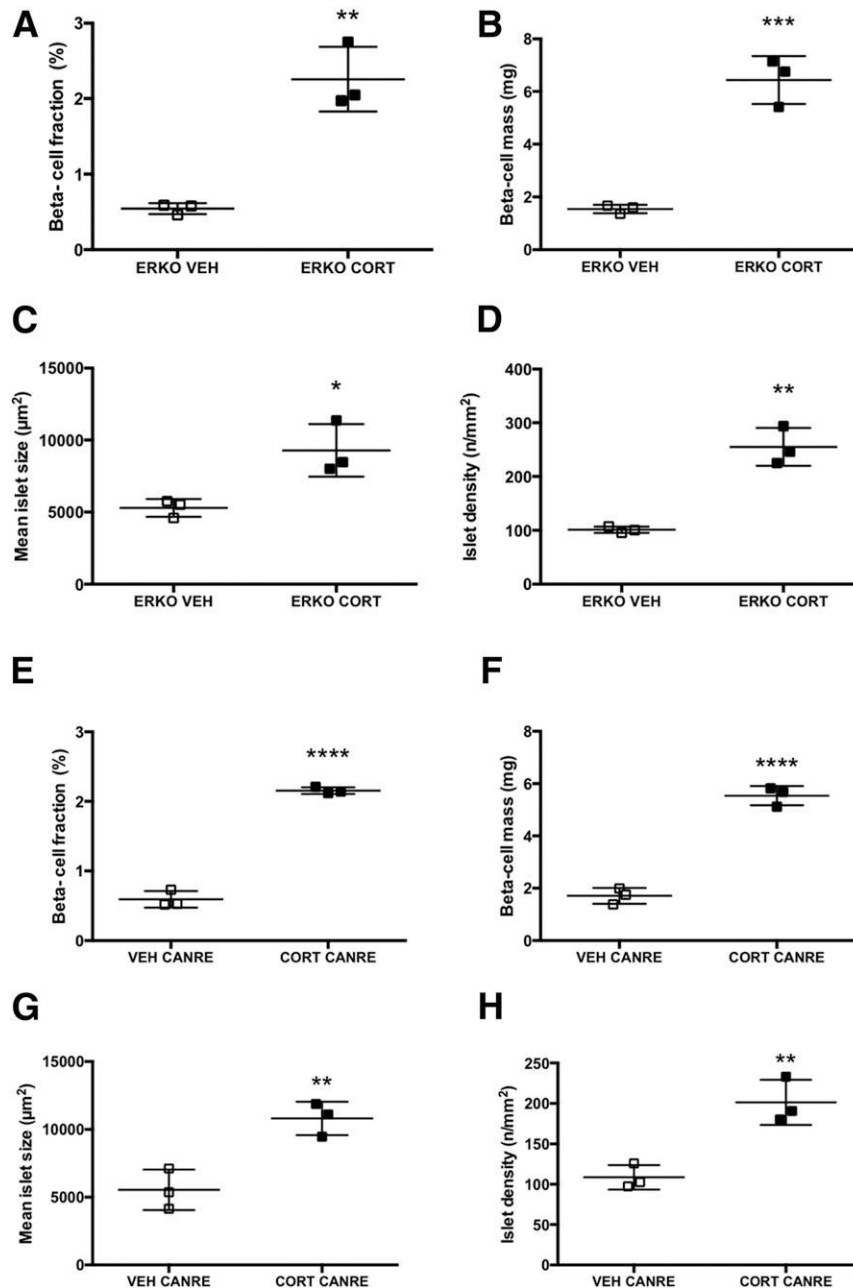 A
Beta- cell fraction (%)
3
2
1
0
**
ERKO VEH
ERKO CORT
B
Beta-cell mass (mg)
8
6
4
2
0
***
ERKO VEH
ERKO CORT
C
Mean islet size (µm²)
15000
10000
5000
0
*
ERKO VEH
ERKO CORT
D
Islet density (n/mm²)
400
300
200
100
0
**
ERKO VEH
ERKO CORT
E
Beta- cell fraction (%)
3
2
1
0
****
VEH CANRE
CORT CANRE
F
Beta-cell mass (mg)
8
6
4
2
0
****
VEH CANRE
CORT CANRE
G
Mean islet size (µm²)
15000
10000
5000
0
**
VEH CANRE
CORT CANRE
H
Islet density (n/mm²)
250
200
150
100
50
0
**
VEH CANRE
CORT CANRE